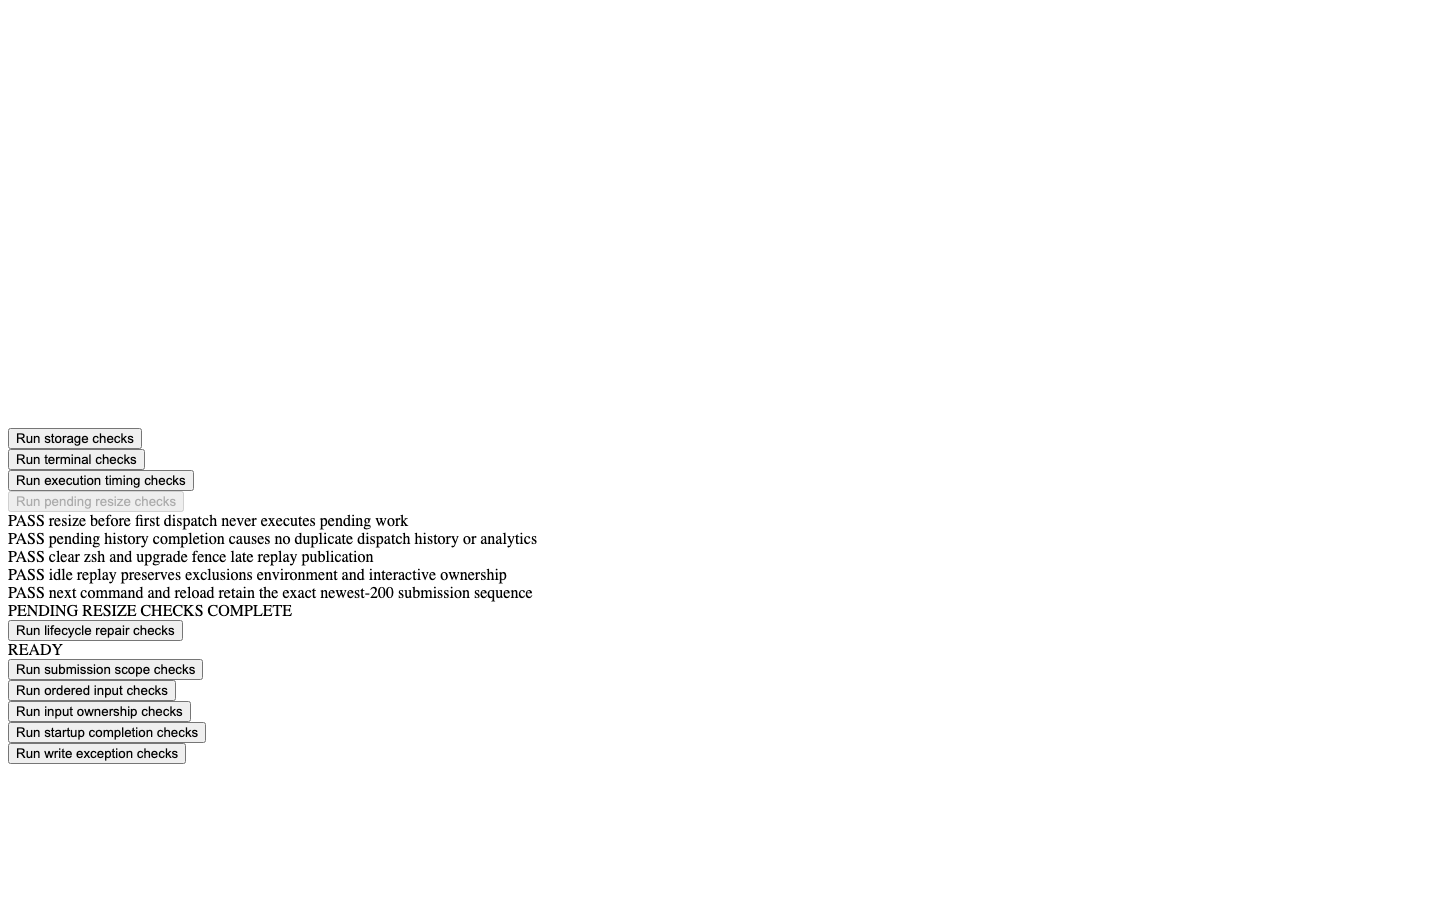 Run storage checks
Run terminal checks
Run execution timing checks
Run pending resize checks
PASS resize before first dispatch never executes pending work
PASS pending history completion causes no duplicate dispatch history or analytics
PASS clear zsh and upgrade fence late replay publication
PASS idle replay preserves exclusions environment and interactive ownership
PASS next command and reload retain the exact newest-200 submission sequence
PENDING RESIZE CHECKS COMPLETE
Run lifecycle repair checks
READY
Run submission scope checks
Run ordered input checks
Run input ownership checks
Run startup completion checks
Run write exception checks